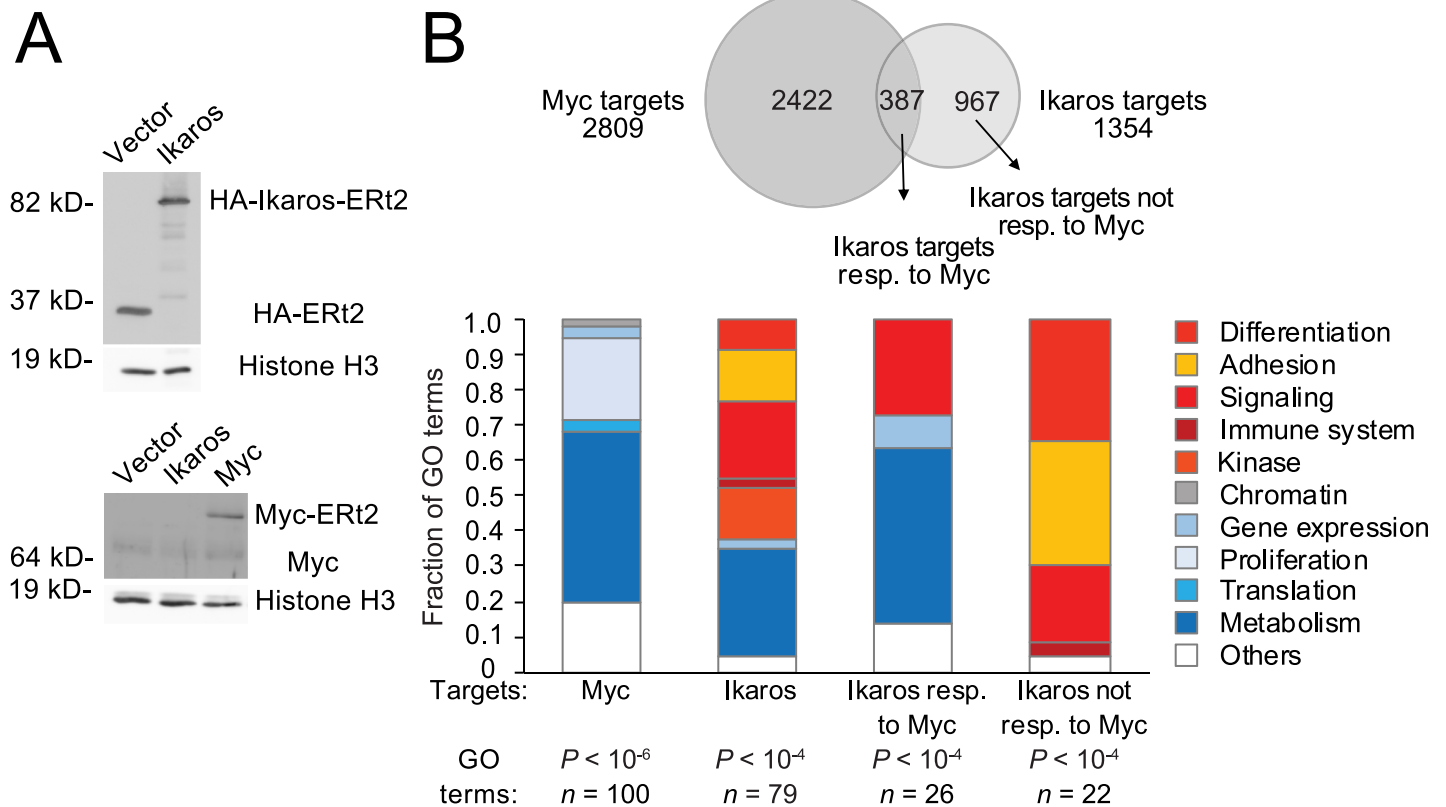 A
Vector
Ikaros
82 kD-
HA-Ikaros-ERt2
37 kD-
HA-ERt2
19 kD-
Histone H3
Vector
Ikaros
Myc
Myc-ERt2
64 kD-
Myc
19 kD-
Histone H3
B
Myc targets
2809
2422
387
967
Ikaros targets
1354
Ikaros targets not
resp. to Myc
Ikaros targets
resp. to Myc
Fraction of GO terms
1.0
0.9
0.8
0.7
0.6
0.5
0.4
0.3
0.2
0.1
0
Differentiation
Adhesion
Signaling
Immune system
Kinase
Chromatin
Gene expression
Proliferation
Translation
Metabolism
Others
Targets:
Myc
Ikaros
Ikaros resp.
to Myc
Ikaros not
resp. to Myc
GO
terms:
P < 10⁻⁶
P < 10⁻⁴
P < 10⁻⁴
P < 10⁻⁴
n = 100
n = 79
n = 26
n = 22